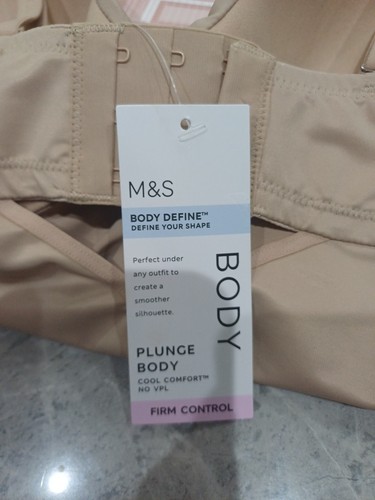 M&S
BODY DEFINE™
DEFINE YOUR SHAPE
Perfect under
any outfit to
create a
smoother
silhouette.
BODY
PLUNGE
BODY
COOL COMFORT™
NO VPL
FIRM CONTROL